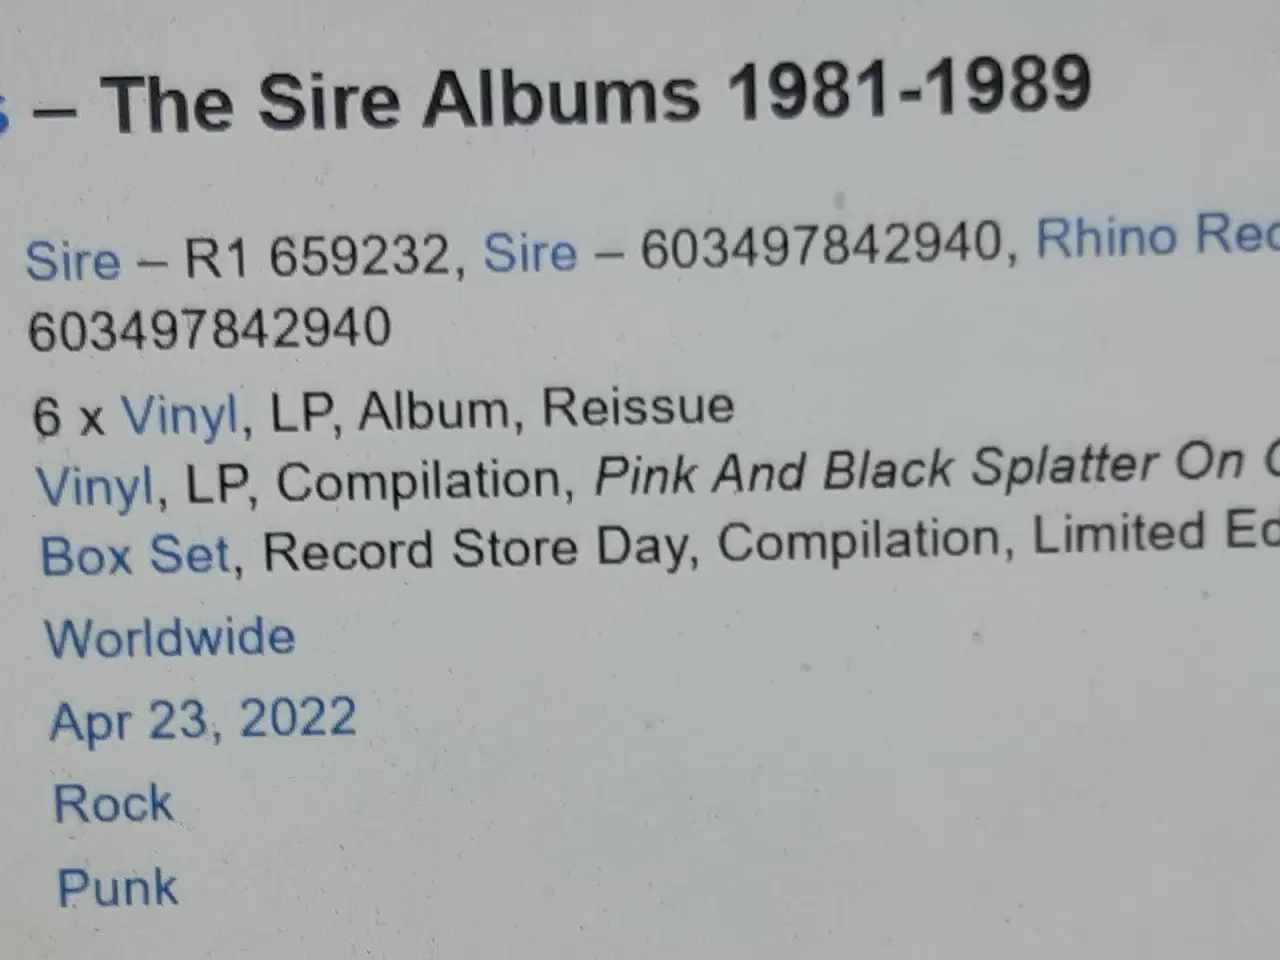 – The Sire Albums 1981-1989
Sire – R1 659232, Sire – 603497842940, Rhino
603497842940
6 x Vinyl, LP, Album, Reissue
Vinyl, LP, Compilation, Pink And Black Splatter On
Box Set, Record Store Day, Compilation, Limited
Worldwide
Apr 23, 2022
Rock
Punk